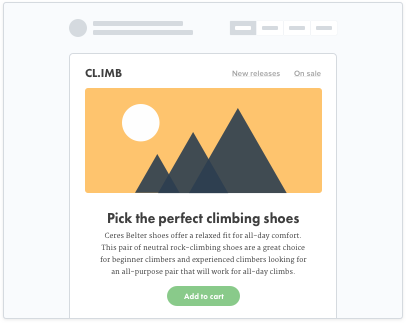 CL.IMB
New releases On sale
Pick the perfect climbing shoes
Ceres Belter shoes offer a relaxed fit for all-day comfort.
This pair of neutral rock-climbing shoes are a great choice
for beginner climbers and experienced climbers looking for
an all-purpose pair that will work for all-day climbs.
Add to cart